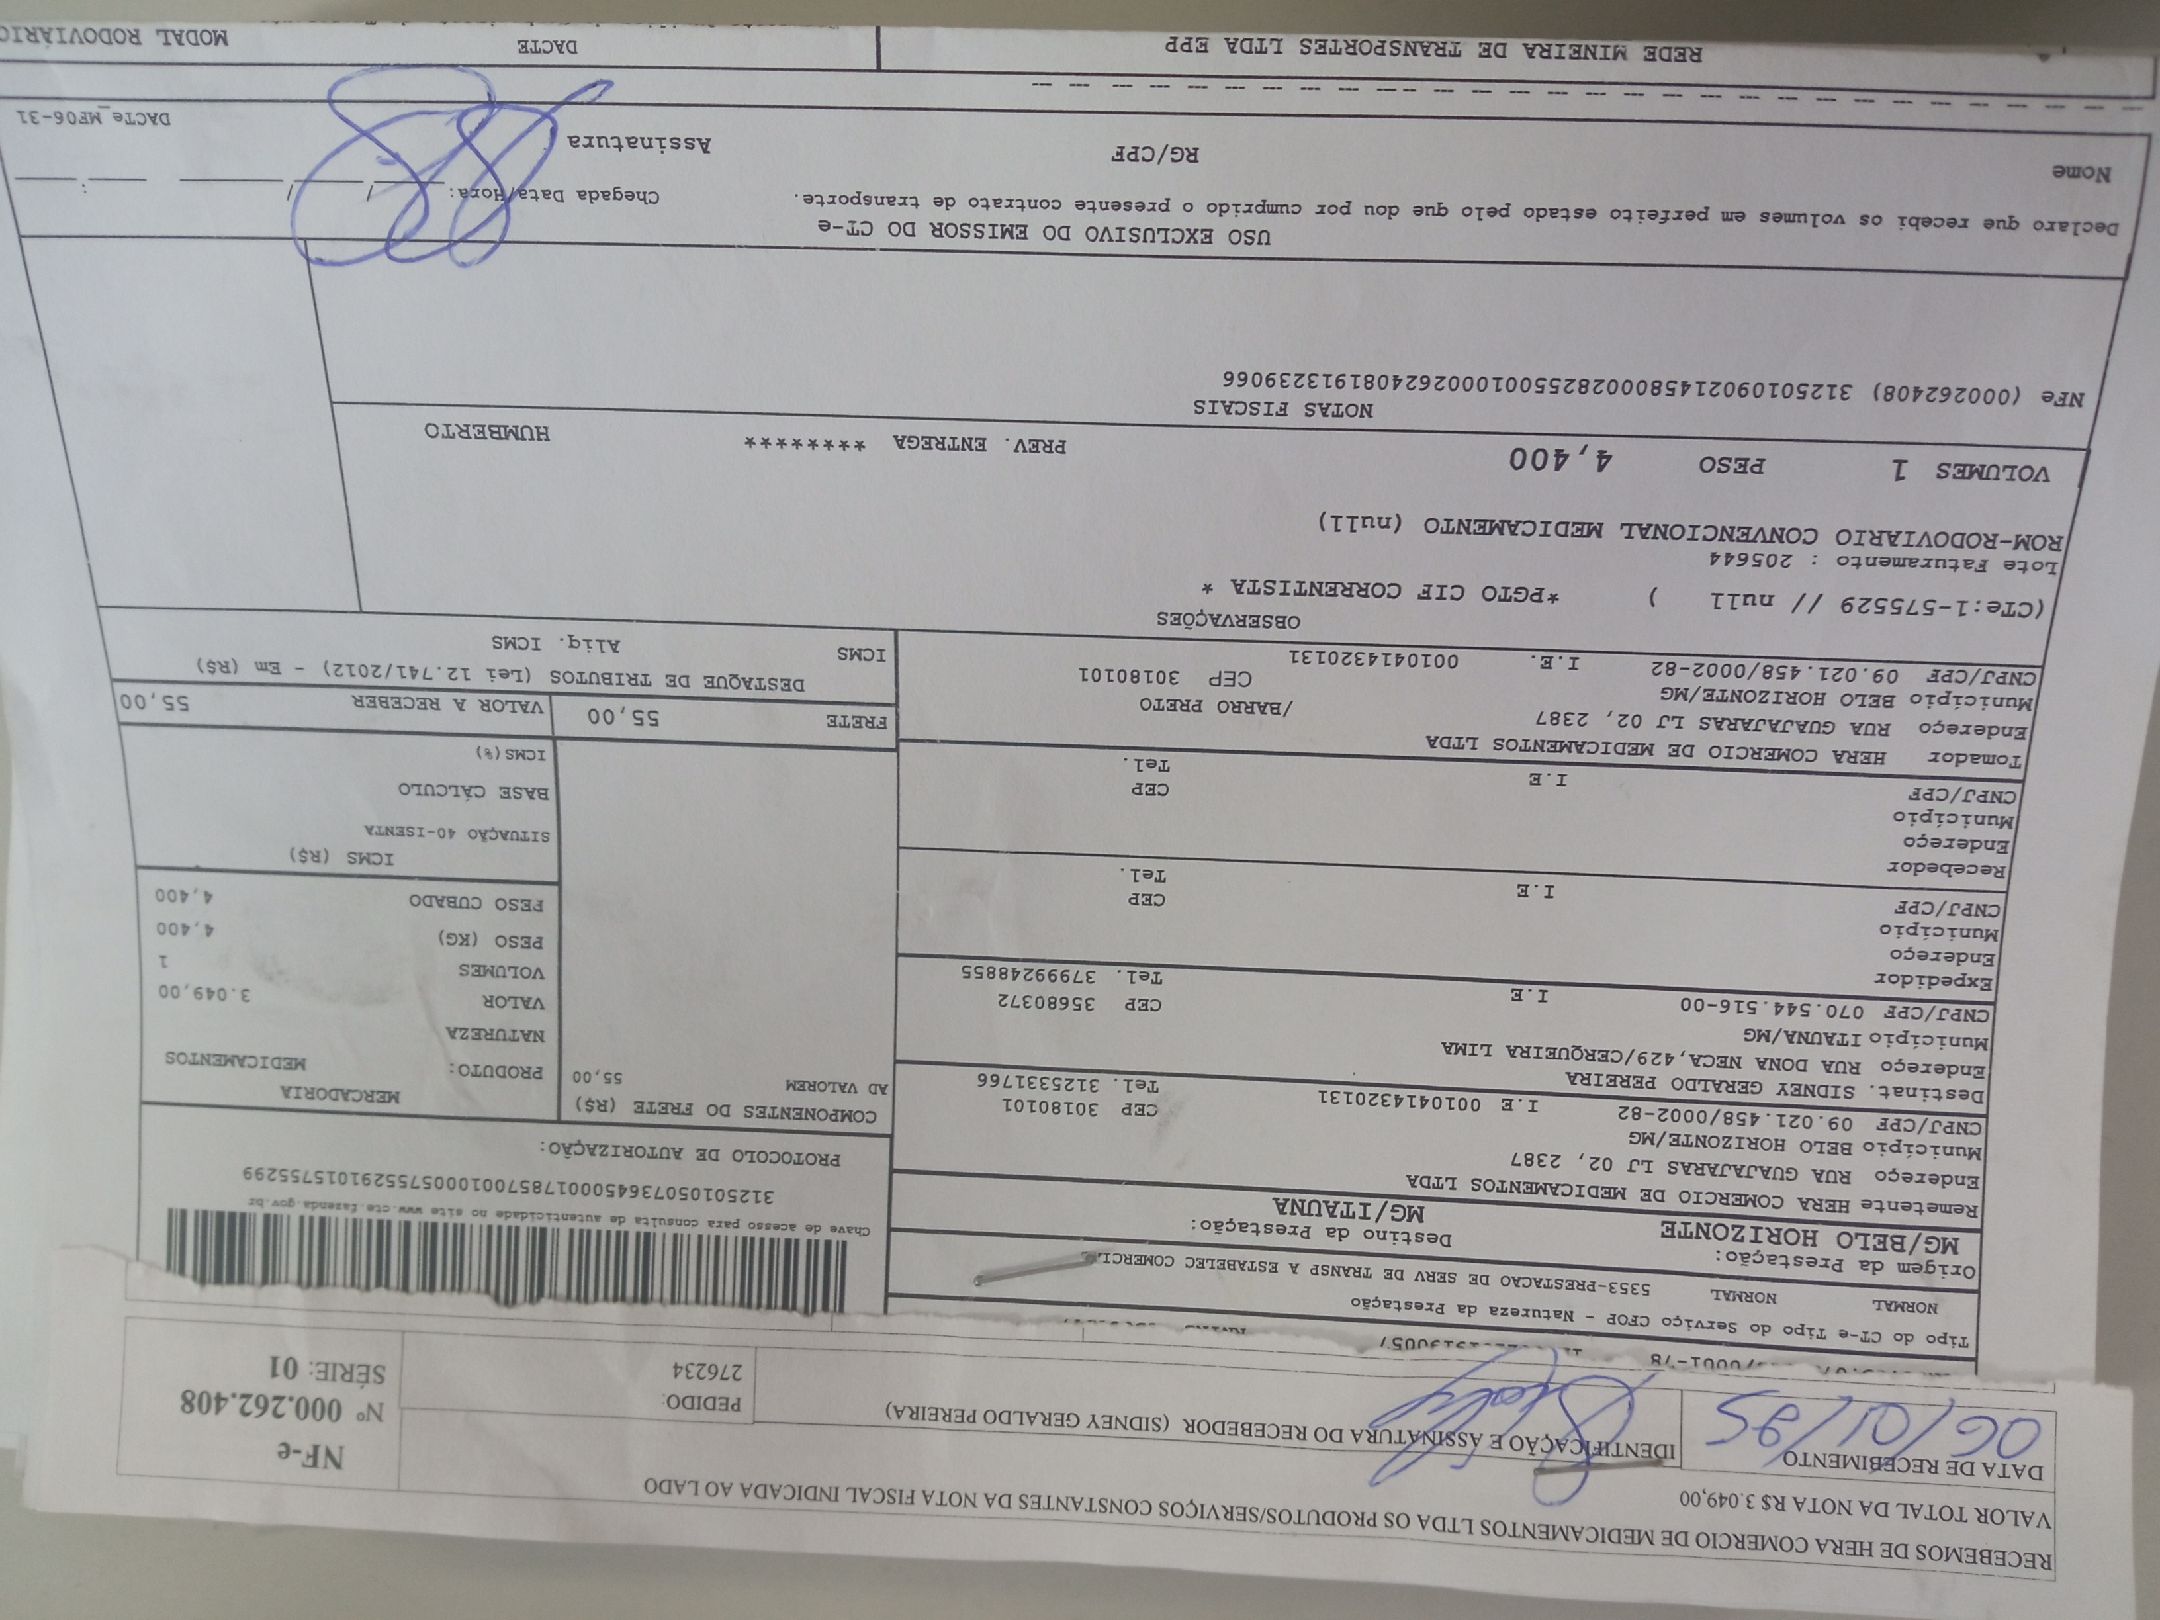 RECEBEMOS DE HERA COMERCIO DE MEDICAMENTOS LTDA OS PRODUTOS/SERVIÇOS CONSTANTES DA NOTA FISCAL INDICADA AO LADO
VALOR TOTAL DA NOTA R$ 3.049,00
DATA DE RECEBIMENTO
06/01/25
IDENTIFICAÇÃO E ASSINATURA DO RECEBEDOR (SIDNEY GERALDO PEREIRA)
PEDIDO:
276234
NF-e
Nº 000.262.408
SÉRIE: 01
Tipo do CT-e Tipo do Serviço CFOP - Natureza da Prestação
NORMAL NORMAL 5353-PRESTACAO DE SERV DE TRANSP A ESTABELEC COMERCI
Origem da Prestação: Destino da Prestação:
MG/BELO HORIZONTE MG/ITAUNA
Remetente HERA COMERCIO DE MEDICAMENTOS LTDA
Endereço RUA GUAJAJARAS LJ 02, 2387
Município BELO HORIZONTE/MG CEP 30180101
CNPJ/CPF 09.021.458/0002-82 I.E 001041432 0131 Tel. 3125331766
Destinat. SIDNEY GERALDO PEREIRA
Endereço RUA DONA NECA,429/CERQUEIRA LIMA
Município ITAUNA/MG CEP 35680372
CNPJ/CPF 070.544.516-00 I.E Tel. 37999248855
Expedidor
Endereço
Município CEP
CNPJ/CPF I.E Tel.
Recebedor
Endereço
Município CEP
CNPJ/CPF I.E Tel.
Tomador HERA COMERCIO DE MEDICAMENTOS LTDA
Endereço RUA GUAJAJARAS LJ 02, 2387 /BARRO PRETO
Município BELO HORIZONTE/MG CEP 30180101
CNPJ/CPF 09.021.458/0002-82 I.E. 001041432 0131
Chave de acesso para consulta de autenticidade no site www.cte.fazenda.gov.br
PROTOCOLO DE AUTORIZAÇÃO:
COMPONENTES DO FRETE (R$)
AD VALOREM 55,00
MERCADORIA
PRODUTO: MEDICAMENTOS
NATUREZA
VALOR 3.049,00
VOLUMES 1
PESO (KG) 4,400
PESO CUBADO 4,400
ICMS (R$)
SITUAÇÃO 40-ISENTA
BASE CÁLCULO
ICMS(%)
FRETE 55,00 VALOR A RECEBER 55,00
DESTAQUE DE TRIBUTOS (Lei 12.741/2012) - Em (R$)
ICMS Aliq. ICMS
OBSERVAÇÕES
(CTe:1-575529 // null ) *PGTO CIF CORRENTISTA *
Lote Faturamento : 205644
ROM-RODOVIARIO CONVENCIONAL MEDICAMENTO (null)
VOLUMES 1 PESO 4,400 PREV. ENTREGA ******** HUMBERTO
NOTAS FISCAIS
NFe (000262408) 31250109021458000282550010002624081913239066
USO EXCLUSIVO DO EMISSOR DO CT-e
Declaro que recebi os volumes em perfeito estado pelo que dou por cumprido o presente contrato de transporte.
Chegada Data/Hora: ___/___/___ ___:___
Nome RG/CPF Assinatura
DACTe_MF06-31
REDE MINEIRA DE TRANSPORTES LTDA EPP DACTE MODAL RODOVIÁRIO